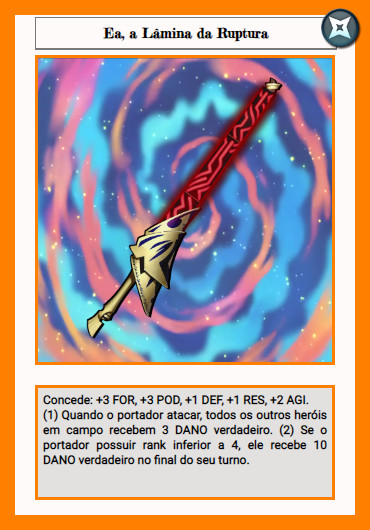 Ea, a Lâmina da Ruptura
Concede: +3 FOR, +3 POD, +1 DEF, +1 RES, +2 AGI.
(1) Quando o portador atacar, todos os outros heróis
em campo recebem 3 DANO verdadeiro. (2) Se o
portador possuir rank inferior a 4, ele recebe 10
DANO verdadeiro no final do seu turno.